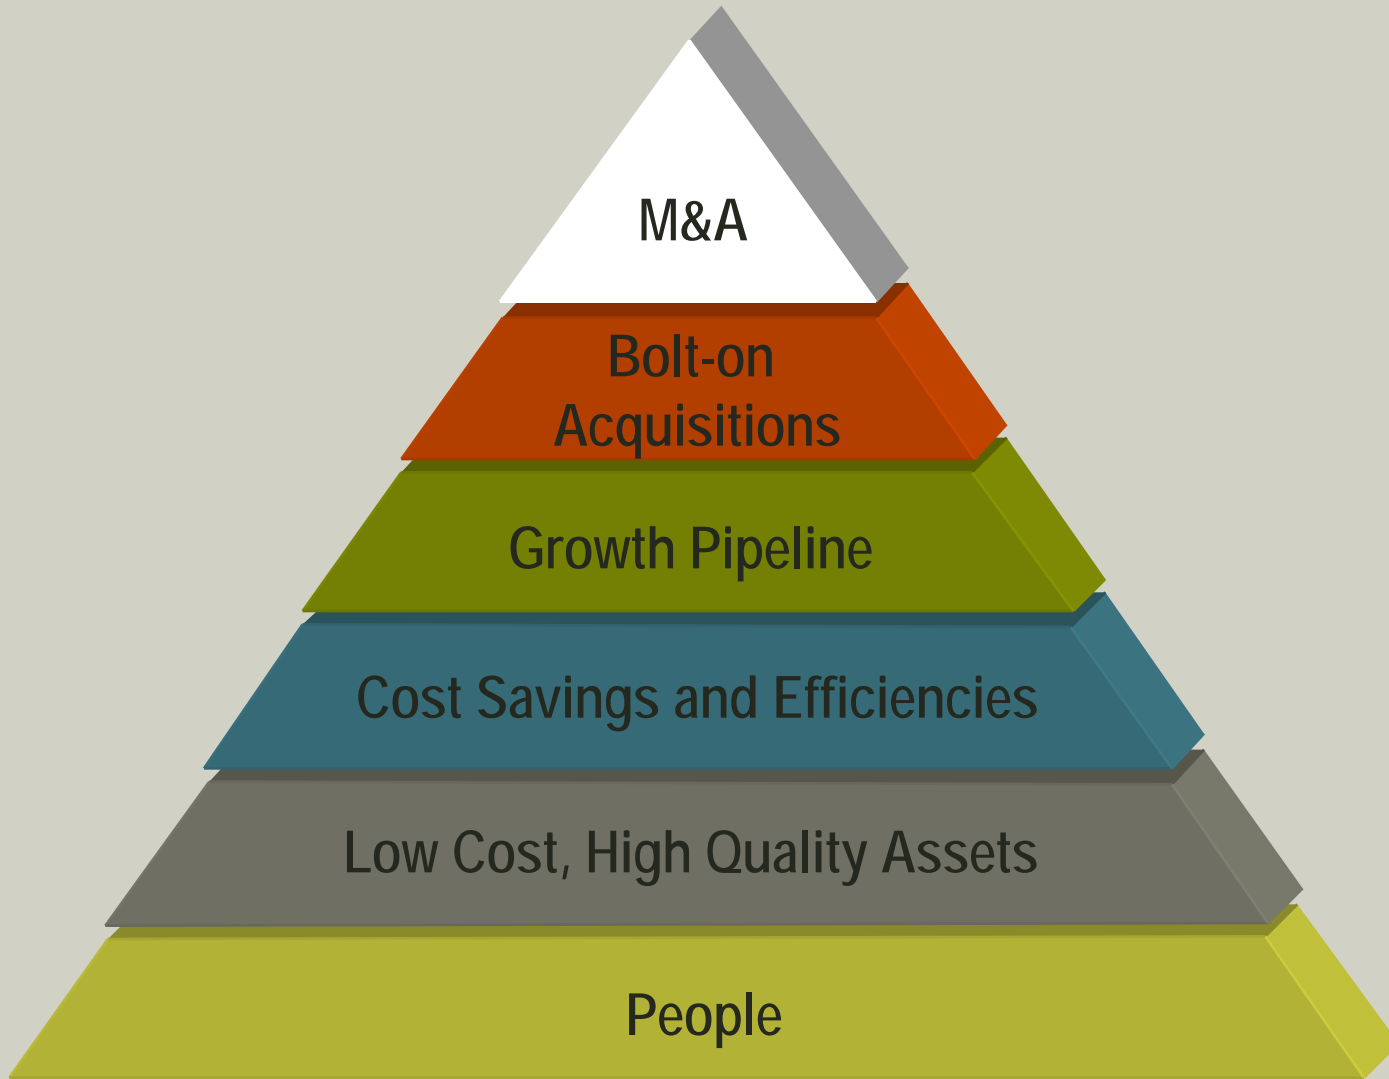 M&A
Bolt-on
Acquisitions
Growth Pipeline
Cost Savings and Efficiencies
Low Cost, High Quality Assets
People